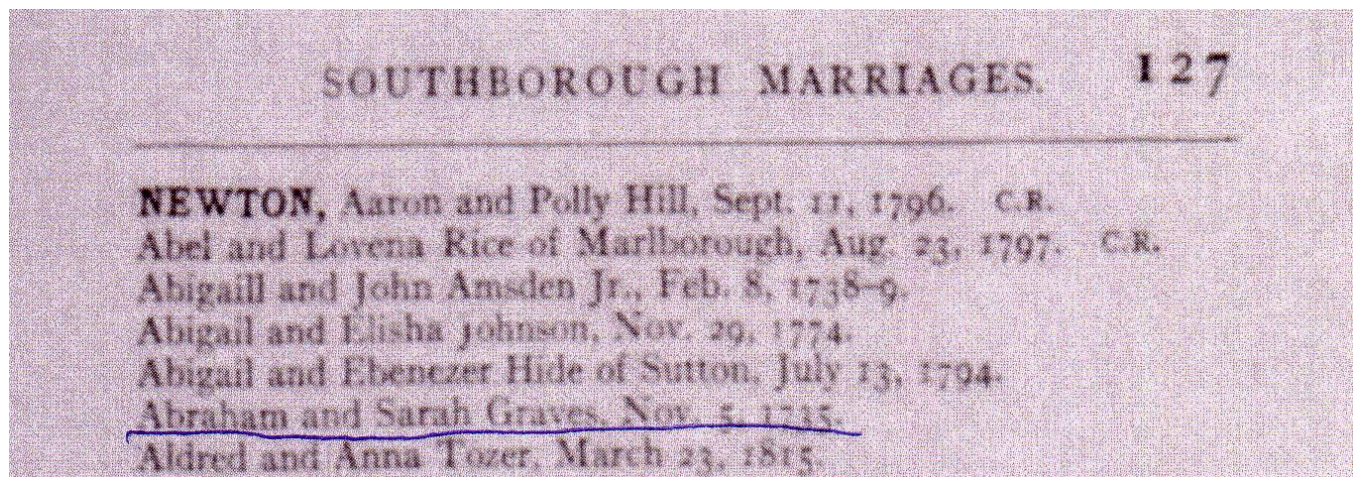 SOUTHBOROUGH MARRIAGES. 127
NEWTON, Aaron and Polly Hill, Sept. 11, 1796. C.R.
Abel and Lovena Rice of Marlborough, Aug. 23, 1797. C.R.
Abigaill and John Amsden Jr., Feb. 8, 1738–9.
Abigail and Elisha Johnson, Nov. 29, 1774.
Abigail and Ebenezer Hide of Sutton, July 13, 1794.
Abraham and Sarah Graves, Nov. 5, 1735.
Aldred and Anna Tozer, March 23, 1815.